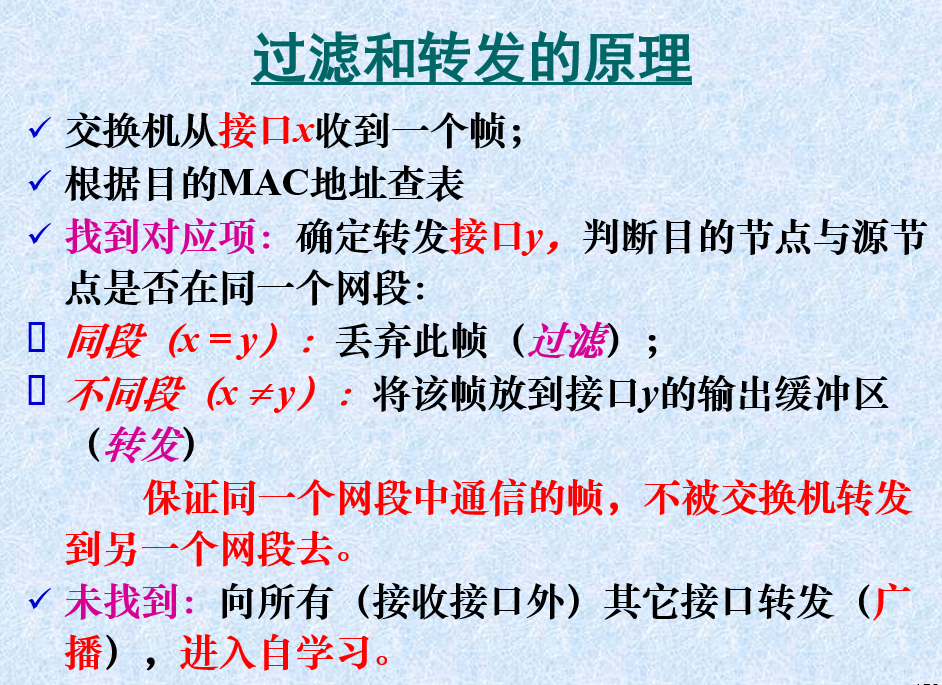 过滤和转发的原理
✓ 交换机从接口x收到一个帧；
✓ 根据目的MAC地址查表
✓ 找到对应项：确定转发接口y，判断目的节点与源节
点是否在同一个网段：
同段（x = y）：丢弃此帧（过滤）；
不同段（x ≠ y）：将该帧放到接口y的输出缓冲区
（转发）
保证同一个网段中通信的帧，不被交换机转发
到另一个网段去。
✓ 未找到：向所有（接收接口外）其它接口转发（广
播），进入自学习。